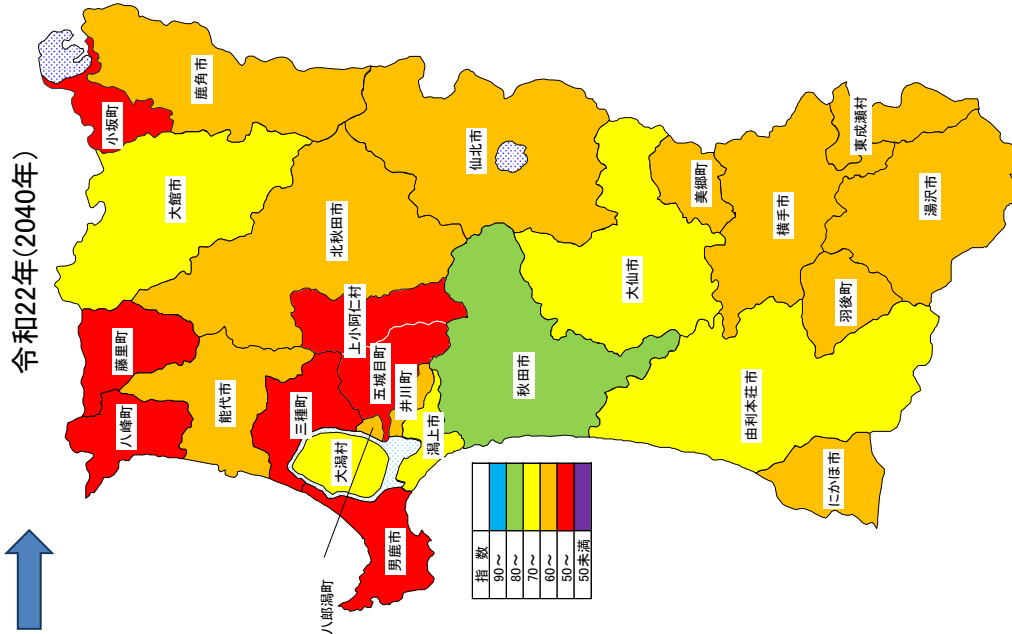 令和22年(2040年)
小坂町
鹿角市
大館市
北秋田市
仙北市
藤里町
八峰町
能代市
上小阿仁村
三種町
五城目町
井川町
大潟村
潟上市
八郎潟町
男鹿市
秋田市
大仙市
美郷町
横手市
東成瀬村
湯沢市
羽後町
由利本荘市
にかほ市
指 数
90～
80～
70～
60～
50～
50未満